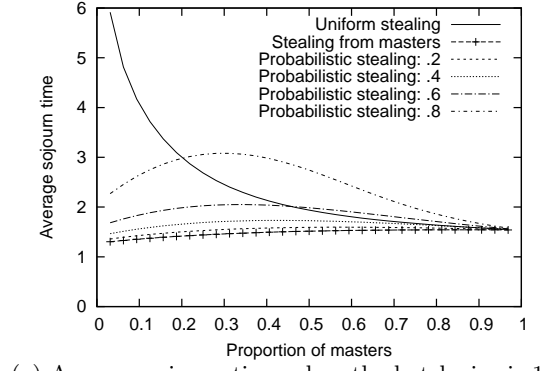 6
5
4
3
2
1
0
0 0.1 0.2 0.3 0.4 0.5 0.6 0.7 0.8 0.9 1
Average sojourn time
Proportion of masters
Uniform stealing
Stealing from masters
Probabilistic stealing: .2
Probabilistic stealing: .4
Probabilistic stealing: .6
Probabilistic stealing: .8